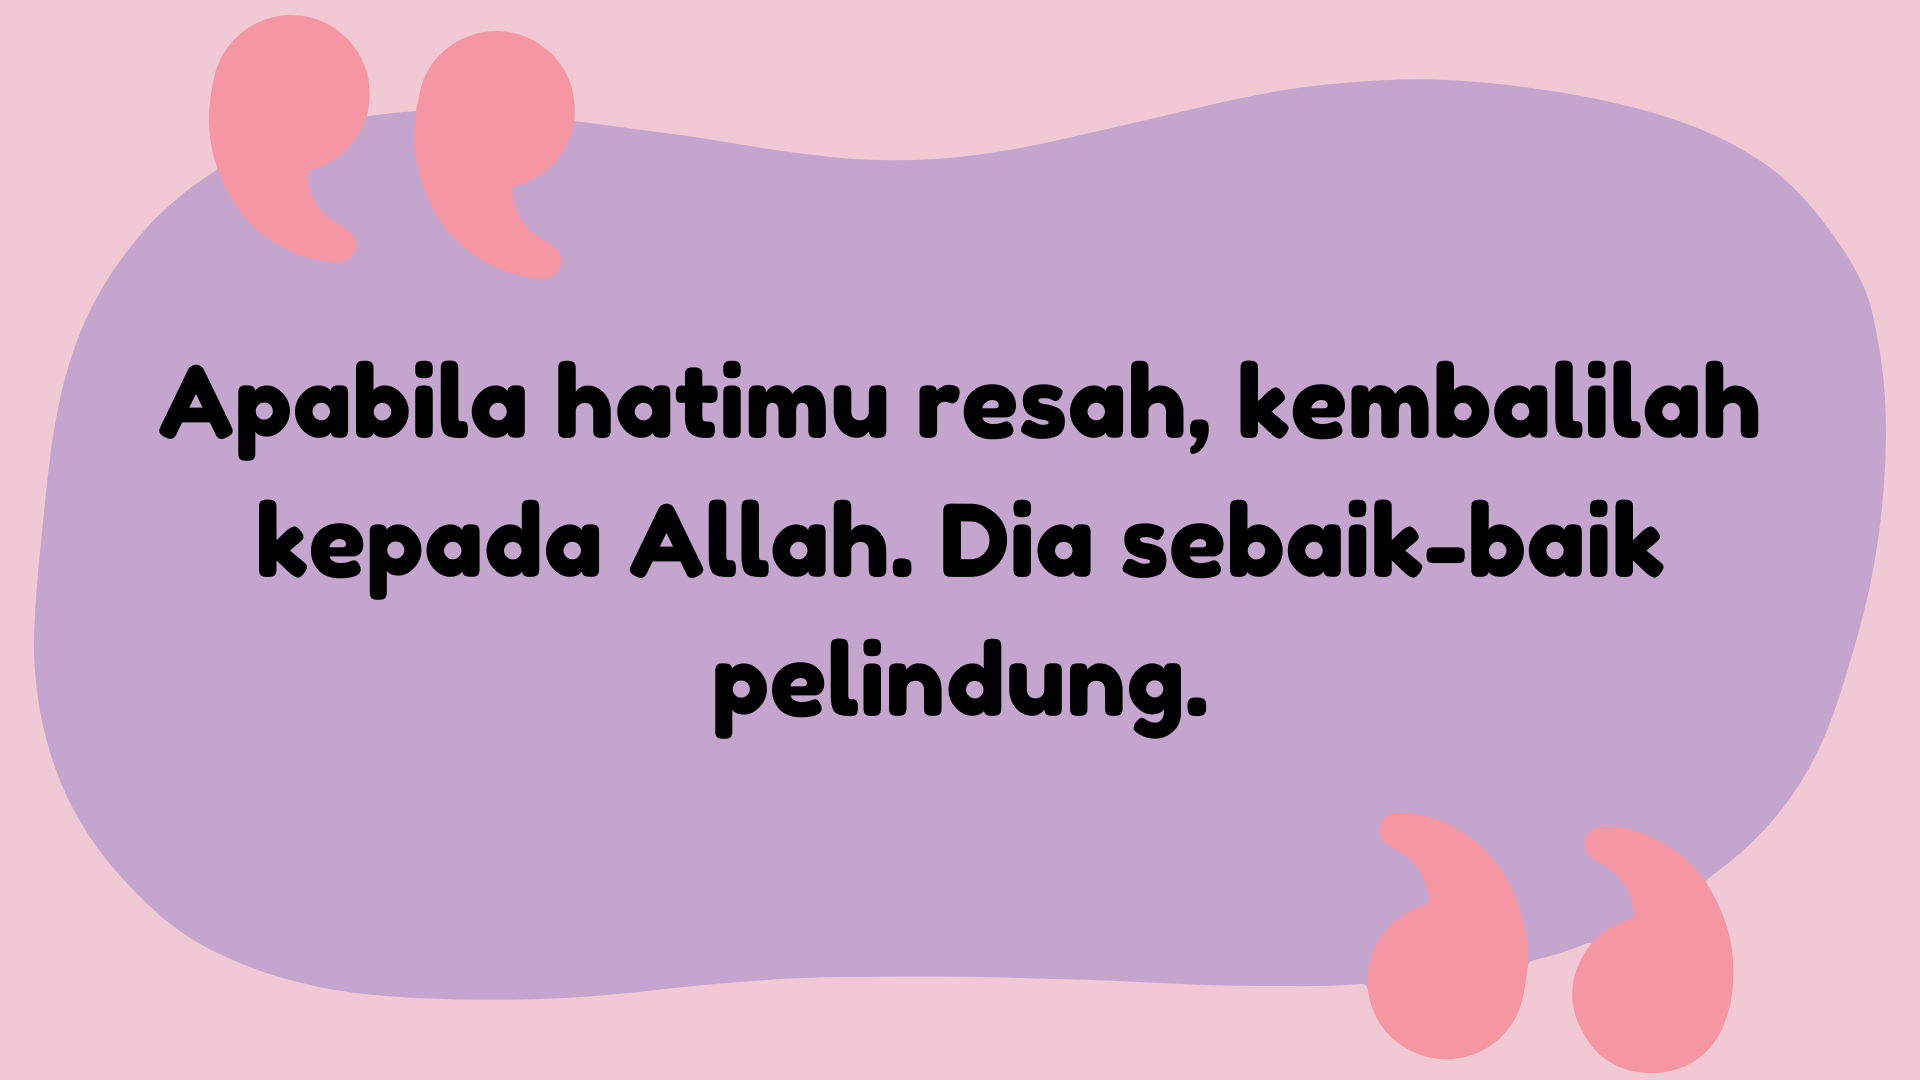 Apabila hatimu resah, kembalilah
kepada Allah. Dia sebaik-baik
pelindung.